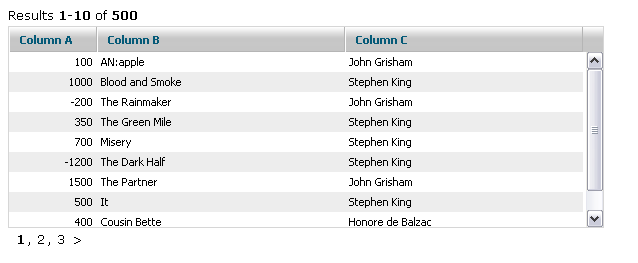 Results 1-10 of 500
Column A Column B Column C
100 AN:apple John Grisham
1000 Blood and Smoke Stephen King
-200 The Rainmaker John Grisham
350 The Green Mile Stephen King
700 Misery Stephen King
-1200 The Dark Half Stephen King
1500 The Partner John Grisham
500 It Stephen King
400 Cousin Bette Honore de Balzac
1, 2, 3 >